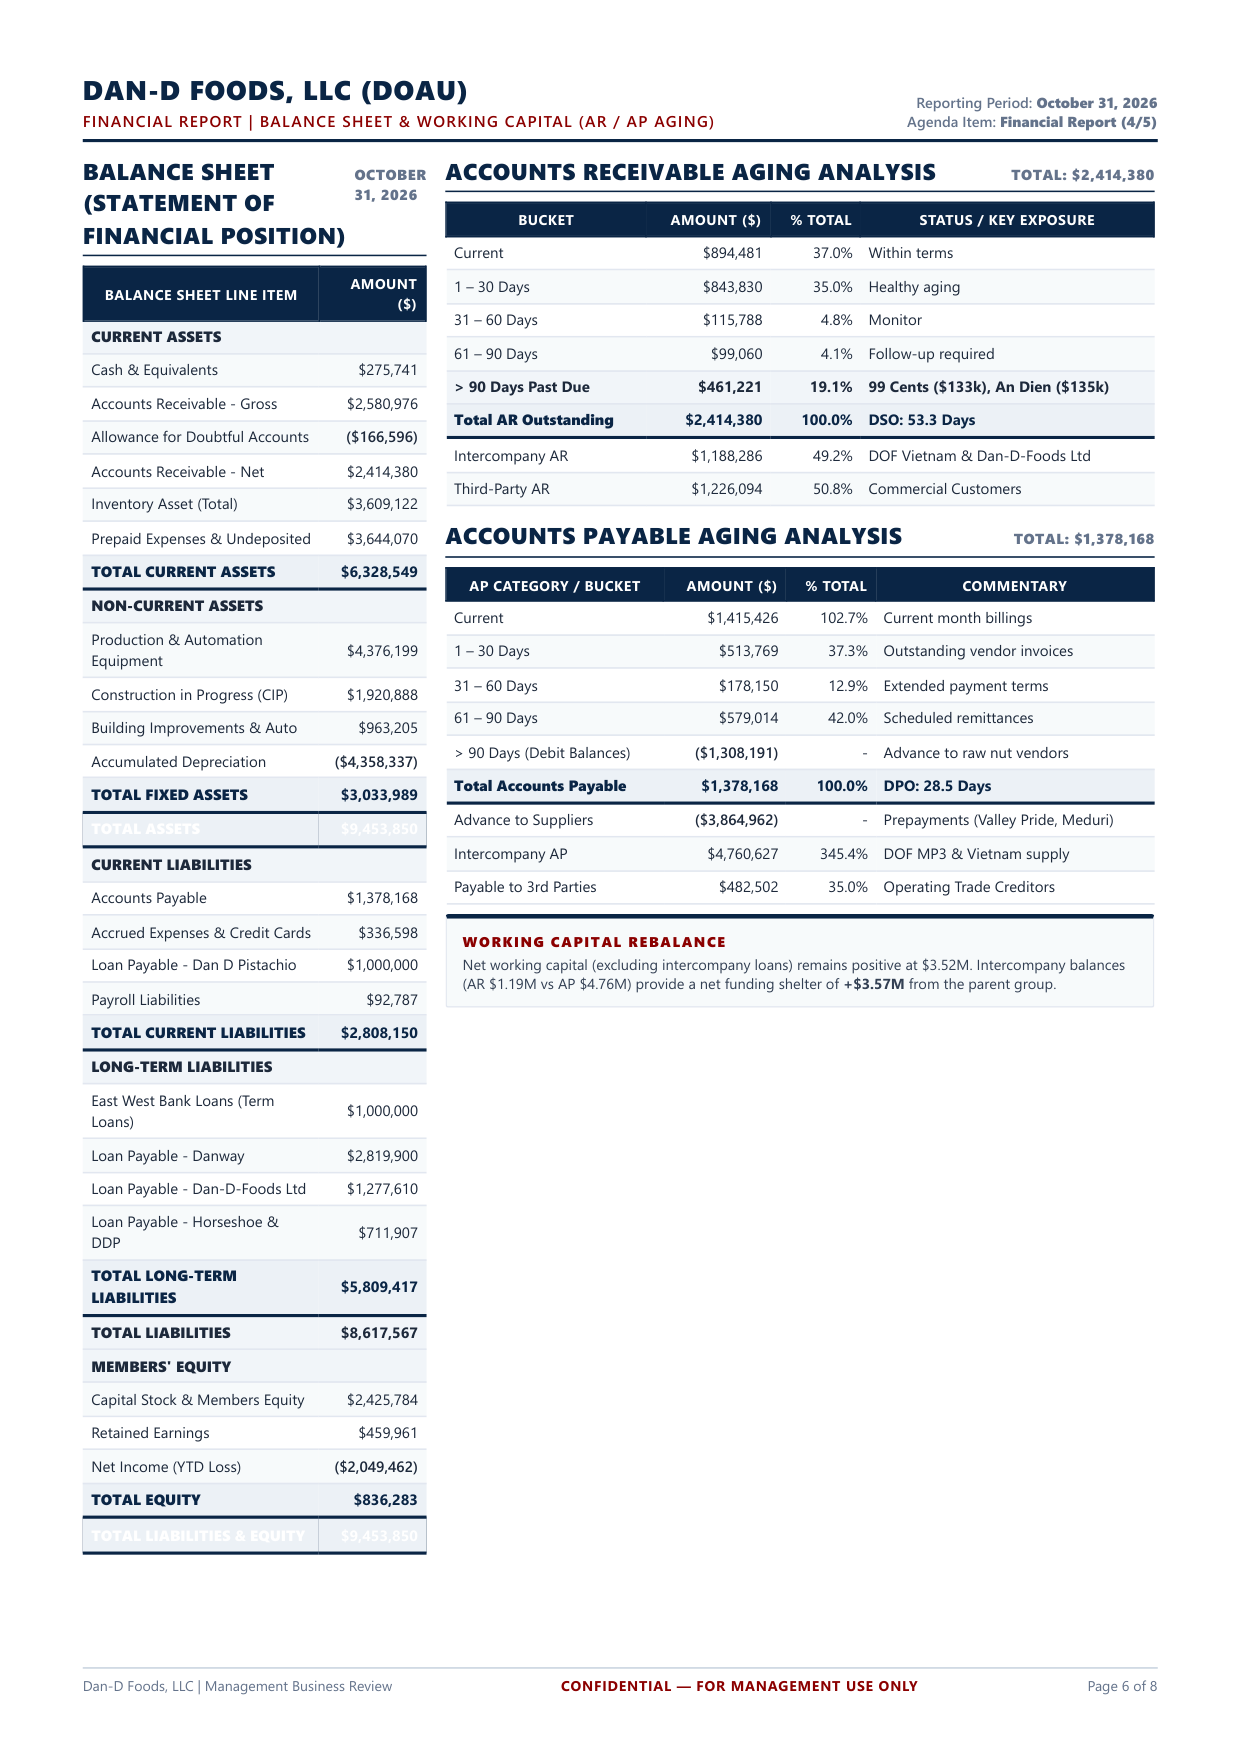 DAN-D FOODS, LLC (DOAU)
FINANCIAL REPORT | BALANCE SHEET & WORKING CAPITAL (AR / AP AGING)
Reporting Period: October 31, 2026
Agenda Item: Financial Report (4/5)
BALANCE SHEET
(STATEMENT OF
FINANCIAL POSITION)
OCTOBER
31, 2026
BALANCE SHEET LINE ITEM AMOUNT ($)
CURRENT ASSETS
Cash & Equivalents $275,741
Accounts Receivable - Gross $2,580,976
Allowance for Doubtful Accounts ($166,596)
Accounts Receivable - Net $2,414,380
Inventory Asset (Total) $3,609,122
Prepaid Expenses & Undeposited $3,644,070
TOTAL CURRENT ASSETS $6,328,549
NON-CURRENT ASSETS
Production & Automation
Equipment $4,376,199
Construction in Progress (CIP) $1,920,888
Building Improvements & Auto $963,205
Accumulated Depreciation ($4,358,337)
TOTAL FIXED ASSETS $3,033,989
TOTAL ASSETS $9,453,850
CURRENT LIABILITIES
Accounts Payable $1,378,168
Accrued Expenses & Credit Cards $336,598
Loan Payable - Dan D Pistachio $1,000,000
Payroll Liabilities $92,787
TOTAL CURRENT LIABILITIES $2,808,150
LONG-TERM LIABILITIES
East West Bank Loans (Term
Loans) $1,000,000
Loan Payable - Danway $2,819,900
Loan Payable - Dan-D-Foods Ltd $1,277,610
Loan Payable - Horseshoe &
DDP $711,907
TOTAL LONG-TERM
LIABILITIES $5,809,417
TOTAL LIABILITIES $8,617,567
MEMBERS' EQUITY
Capital Stock & Members Equity $2,425,784
Retained Earnings $459,961
Net Income (YTD Loss) ($2,049,462)
TOTAL EQUITY $836,283
TOTAL LIABILITIES & EQUITY $9,453,850
ACCOUNTS RECEIVABLE AGING ANALYSIS TOTAL: $2,414,380
BUCKET AMOUNT ($) % TOTAL STATUS / KEY EXPOSURE
Current $894,481 37.0% Within terms
1 – 30 Days $843,830 35.0% Healthy aging
31 – 60 Days $115,788 4.8% Monitor
61 – 90 Days $99,060 4.1% Follow-up required
> 90 Days Past Due $461,221 19.1% 99 Cents ($133k), An Dien ($135k)
Total AR Outstanding $2,414,380 100.0% DSO: 53.3 Days
Intercompany AR $1,188,286 49.2% DOF Vietnam & Dan-D-Foods Ltd
Third-Party AR $1,226,094 50.8% Commercial Customers
ACCOUNTS PAYABLE AGING ANALYSIS TOTAL: $1,378,168
AP CATEGORY / BUCKET AMOUNT ($) % TOTAL COMMENTARY
Current $1,415,426 102.7% Current month billings
1 – 30 Days $513,769 37.3% Outstanding vendor invoices
31 – 60 Days $178,150 12.9% Extended payment terms
61 – 90 Days $579,014 42.0% Scheduled remittances
> 90 Days (Debit Balances) ($1,308,191) - Advance to raw nut vendors
Total Accounts Payable $1,378,168 100.0% DPO: 28.5 Days
Advance to Suppliers ($3,864,962) - Prepayments (Valley Pride, Meduri)
Intercompany AP $4,760,627 345.4% DOF MP3 & Vietnam supply
Payable to 3rd Parties $482,502 35.0% Operating Trade Creditors
WORKING CAPITAL REBALANCE
Net working capital (excluding intercompany loans) remains positive at $3.52M. Intercompany balances
(AR $1.19M vs AP $4.76M) provide a net funding shelter of +$3.57M from the parent group.
Dan-D Foods, LLC | Management Business Review CONFIDENTIAL — FOR MANAGEMENT USE ONLY Page 6 of 8